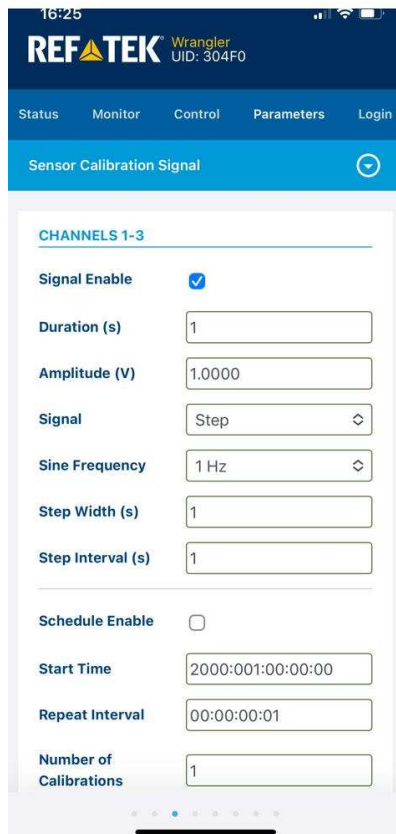 16:25
REFTEK Wrangler
UID: 304F0
Status Monitor Control Parameters Login
Sensor Calibration Signal
CHANNELS 1-3
Signal Enable
Duration (s) 1
Amplitude (V) 1.0000
Signal Step
Sine Frequency 1 Hz
Step Width (s) 1
Step Interval (s) 1
Schedule Enable
Start Time 2000:001:00:00:00
Repeat Interval 00:00:00:01
Number of
Calibrations 1